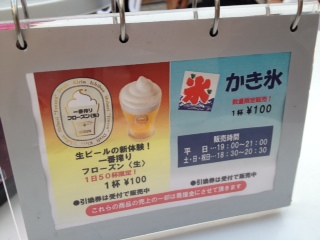 一番搾り
フローズン〈生〉
生ビールの新体験!
一番搾り
フローズン〈生〉
1日50杯限定!
1杯 ¥100
●引換券は受付で販売中
氷
かき氷
数量限定販売!
1杯 ¥100
販売時間
平 日…19:00~21:00
土・日・祝日…18:30~20:30
●引換券は受付で販売中
これらの商品の売上の一部は義援金にさせて頂きます